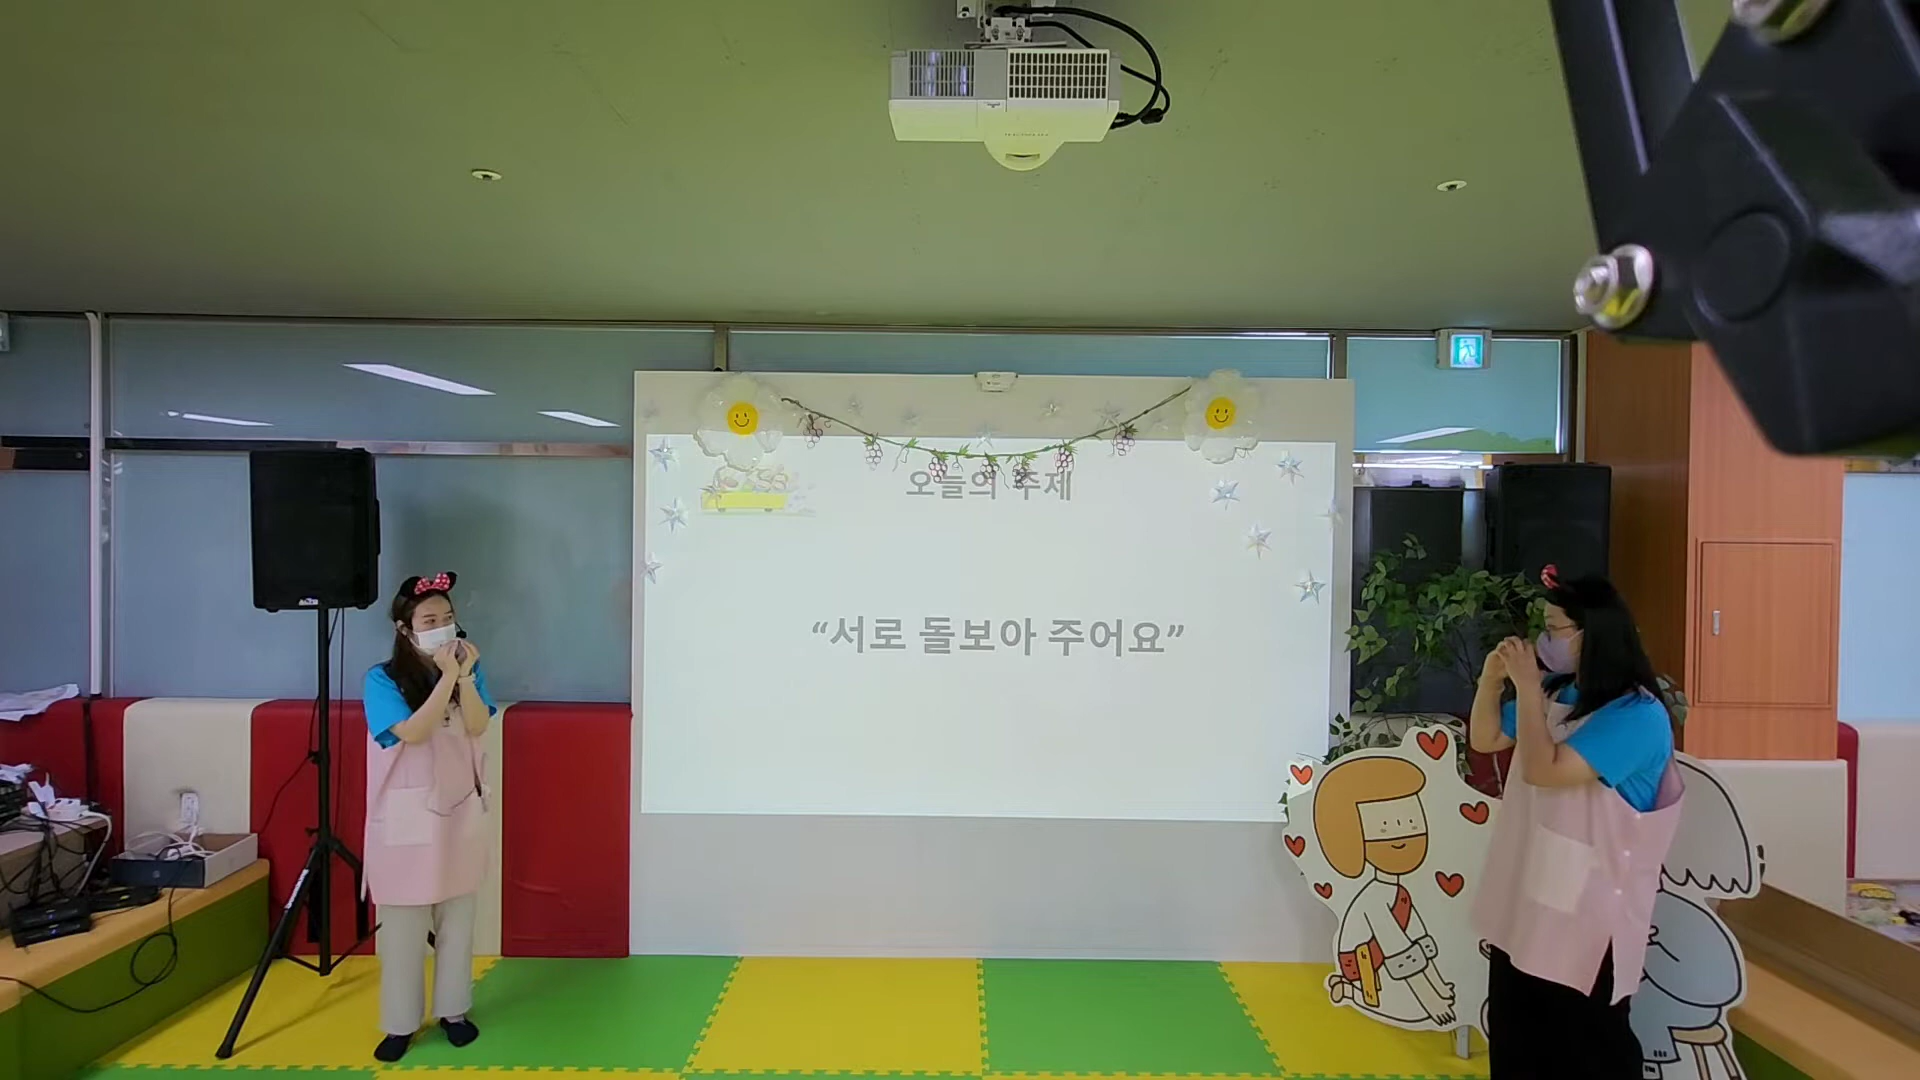 오늘의 주제
“서로 돌보아 주어요”